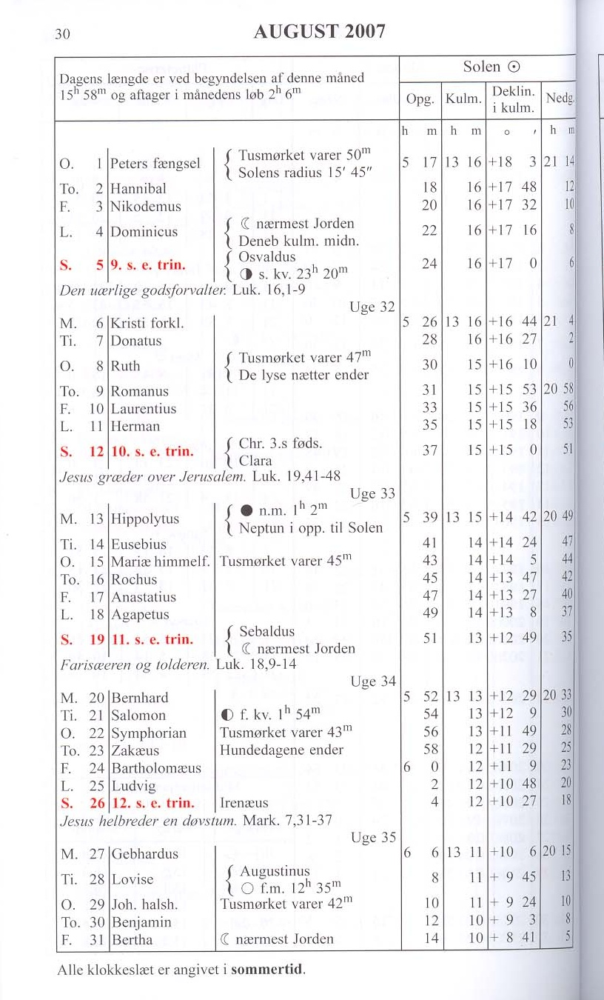 30 AUGUST 2007
Dagens længde er ved begyndelsen af denne måned
15h 58m og aftager i månedens løb 2h 6m
Solen ☉
Opg. Kulm. Deklin. i kulm. Nedg.
h m h m o ′ h m
O. 1 Peters fængsel { Tusmørket varer 50m 5 17 13 16 +18 3 21 14
Solens radius 15′ 45″
To. 2 Hannibal 18 16 +17 48 12
F. 3 Nikodemus 20 16 +17 32 10
L. 4 Dominicus { ☾ nærmest Jorden 22 16 +17 16 8
Deneb kulm. midn.
S. 5 9. s. e. trin. { Osvaldus 24 16 +17 0 6
◑ s. kv. 23h 20m
Den uærlige godsforvalter. Luk. 16,1-9
Uge 32
M. 6 Kristi forkl. 5 26 13 16 +16 44 21 4
Ti. 7 Donatus 28 16 +16 27 2
O. 8 Ruth { Tusmørket varer 47m 30 15 +16 10 0
De lyse nætter ender
To. 9 Romanus 31 15 +15 53 20 58
F. 10 Laurentius 33 15 +15 36 56
L. 11 Herman 35 15 +15 18 53
S. 12 10. s. e. trin. { Chr. 3.s føds. 37 15 +15 0 51
Clara
Jesus græder over Jerusalem. Luk. 19,41-48
Uge 33
M. 13 Hippolytus { ● n.m. 1h 2m 5 39 13 15 +14 42 20 49
Neptun i opp. til Solen
Ti. 14 Eusebius 41 14 +14 24 47
O. 15 Mariæ himmelf. Tusmørket varer 45m 43 14 +14 5 44
To. 16 Rochus 45 14 +13 47 42
F. 17 Anastatius 47 14 +13 27 40
L. 18 Agapetus 49 14 +13 8 37
S. 19 11. s. e. trin. { Sebaldus 51 13 +12 49 35
☾ nærmest Jorden
Farisæeren og tolderen. Luk. 18,9-14
Uge 34
M. 20 Bernhard 5 52 13 13 +12 29 20 33
Ti. 21 Salomon ◐ f. kv. 1h 54m 54 13 +12 9 30
O. 22 Symphorian Tusmørket varer 43m 56 13 +11 49 28
To. 23 Zakæus Hundedagene ender 58 12 +11 29 25
F. 24 Bartholomæus 6 0 12 +11 9 23
L. 25 Ludvig 2 12 +10 48 20
S. 26 12. s. e. trin. Irenæus 4 12 +10 27 18
Jesus helbreder en døvstum. Mark. 7,31-37
Uge 35
M. 27 Gebhardus 6 6 13 11 +10 6 20 15
Ti. 28 Lovise { Augustinus 8 11 + 9 45 13
○ f.m. 12h 35m
O. 29 Joh. halsh. Tusmørket varer 42m 10 11 + 9 24 10
To. 30 Benjamin 12 10 + 9 3 8
F. 31 Bertha ☾ nærmest Jorden 14 10 + 8 41 5
Alle klokkeslæt er angivet i sommertid.